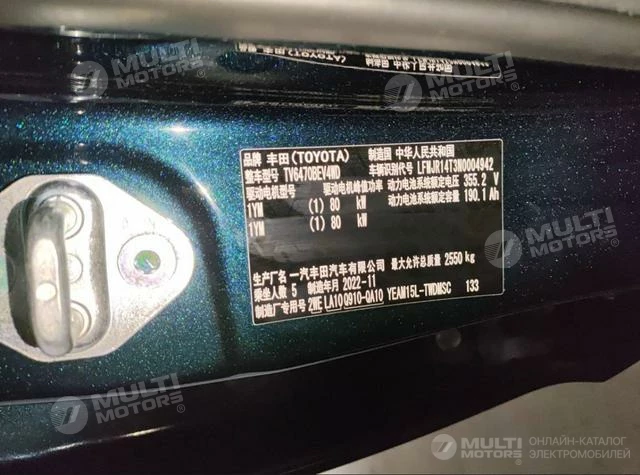 品牌 丰田(TOYOTA) 制造国 中华人民共和国
整车型号 TV6470BEV4WD 车辆识别代号 LFMJR14T3N0004942
驱动电机型号 驱动电机峰值功率 动力电池系统额定电压 355.2 V
1YM (1) 80 kW 动力电池系统额定容量 190.1 Ah
1YM (1) 80 kW
生产厂名 一汽丰田汽车有限公司 最大允许总质量 2550 kg
乘坐人数 5 制造年月 2022-11
制造厂专用号 2WE LA10 Q910-QA10 YEAM15L-TWDMSC 133
MULTI MOTORS®
MULTI MOTORS®
MULTI MOTORS®
MULTI MOTORS®
MULTI MOTORS®
ОНЛАЙН-КАТАЛОГ
ЭЛЕКТРОМОБИЛЕЙ